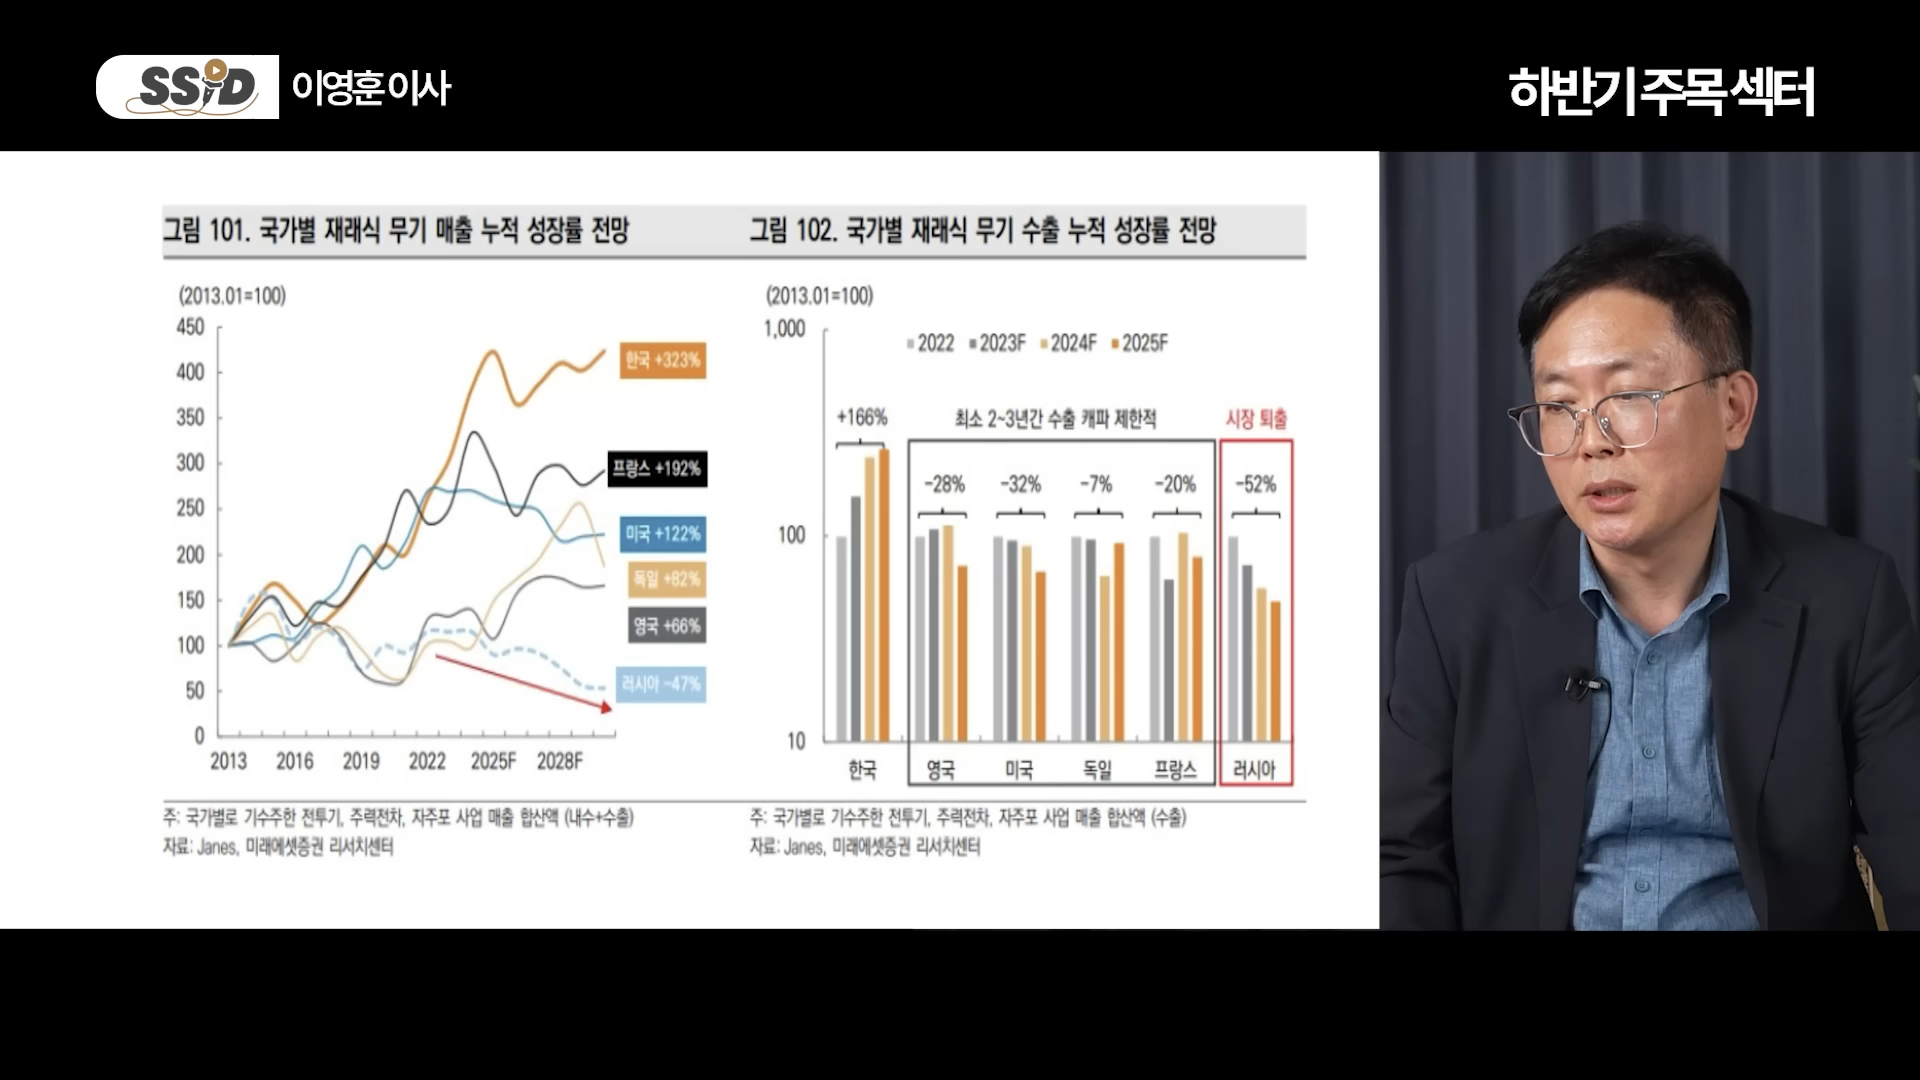 SSiD
이영훈 이사
하반기 주목 섹터
그림 101. 국가별 재래식 무기 매출 누적 성장률 전망
(2013.01=100)
450
400
350
300
250
200
150
100
50
0
2013 2016 2019 2022 2025F 2028F
한국 +323%
프랑스 +192%
미국 +122%
독일 +82%
영국 +66%
러시아 -47%
주: 국가별로 기수주한 전투기, 주력전차, 자주포 사업 매출 합산액 (내수+수출)
자료: Janes, 미래에셋증권 리서치센터
그림 102. 국가별 재래식 무기 수출 누적 성장률 전망
(2013.01=100)
1,000
100
10
2022 2023F 2024F 2025F
+166%
최소 2~3년간 수출 캐파 제한적
시장 퇴출
-28% -32% -7% -20% -52%
한국 영국 미국 독일 프랑스 러시아
주: 국가별로 기수주한 전투기, 주력전차, 자주포 사업 매출 합산액 (수출)
자료: Janes, 미래에셋증권 리서치센터